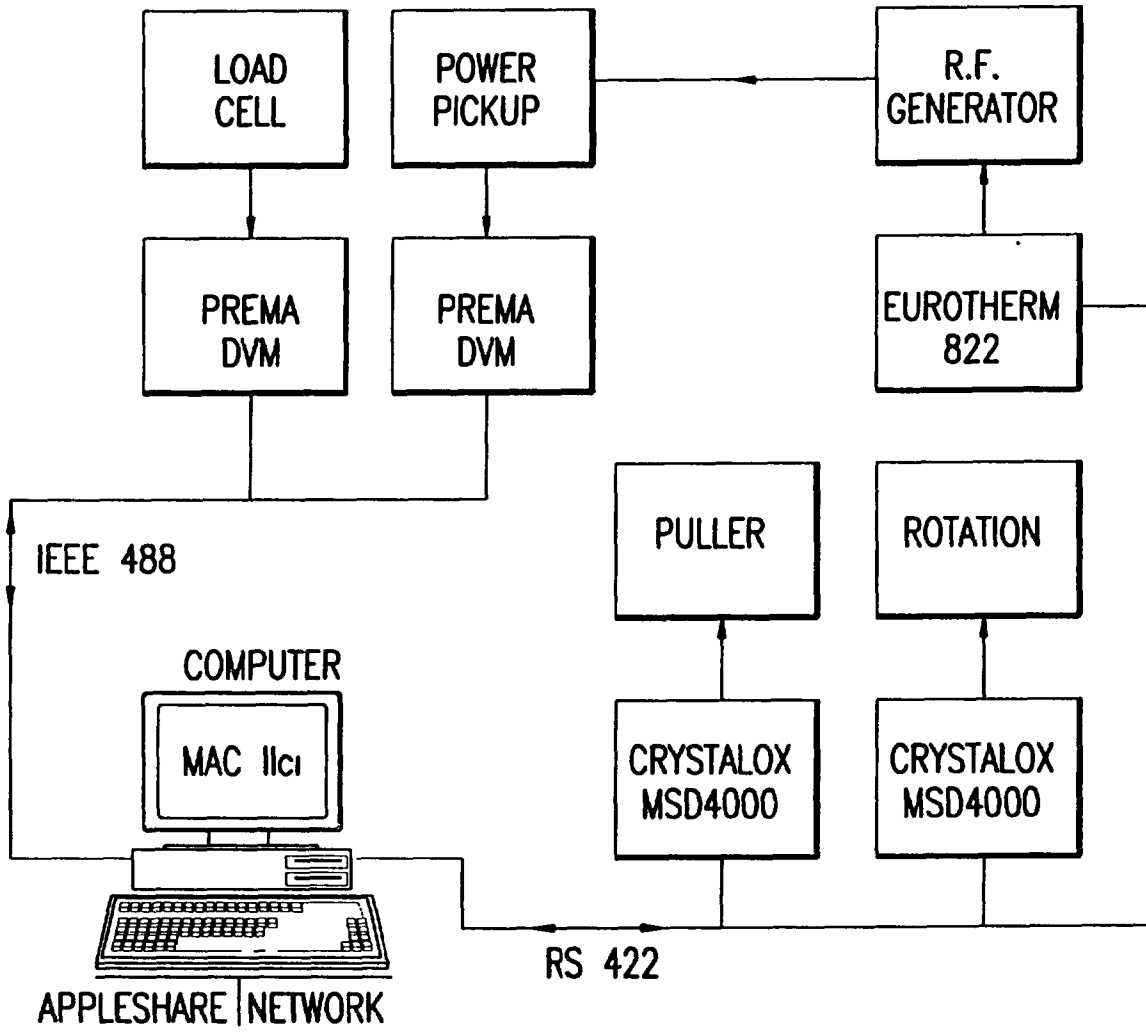 LOAD
CELL
POWER
PICKUP
R.F.
GENERATOR
PREMA
DVM
PREMA
DVM
EUROTHERM
822
IEEE 488
PULLER
ROTATION
COMPUTER
MAC IIcı
CRYSTALOX
MSD4000
CRYSTALOX
MSD4000
RS 422
APPLESHARE NETWORK